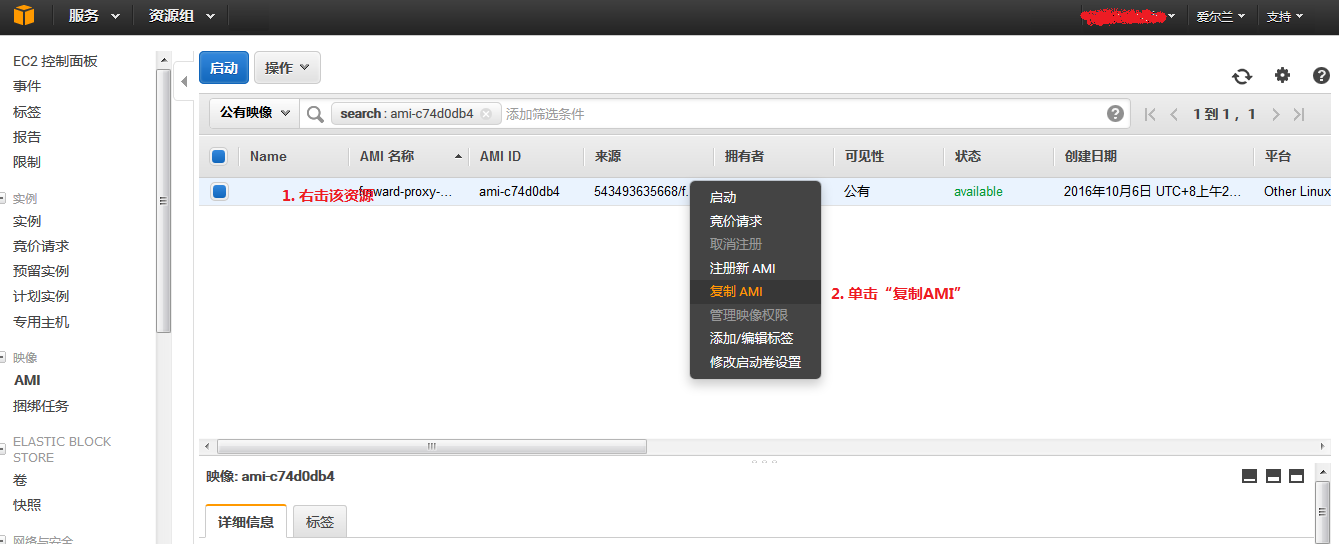 服务 资源组 爱尔兰 支持
EC2 控制面板
事件
标签
报告
限制
实例
实例
竞价请求
预留实例
计划实例
专用主机
映像
AMI
捆绑任务
ELASTIC BLOCK
STORE
卷
快照
网络与安全
启动 操作
公有映像 search : ami-c74d0db4 添加筛选条件 1 到 1， 1
Name AMI 名称 AMI ID 来源 拥有者 可见性 状态 创建日期 平台
1. 右击该资源 forward-proxy-... ami-c74d0db4 543493635668/f... 公有 available 2016年10月6日 UTC+8上午2... Other Linux
启动
竞价请求
取消注册
注册新 AMI
复制 AMI
2. 单击“复制AMI”
管理映像权限
添加/编辑标签
修改启动卷设置
映像: ami-c74d0db4
详细信息 标签